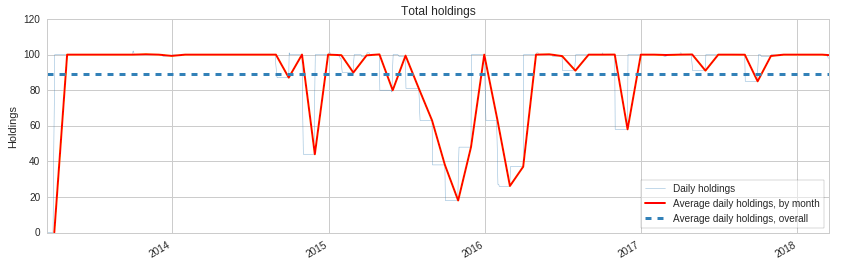 Total holdings
120
100
80
60
40
20
0
Holdings
2014
2015
2016
2017
2018
Daily holdings
Average daily holdings, by month
Average daily holdings, overall